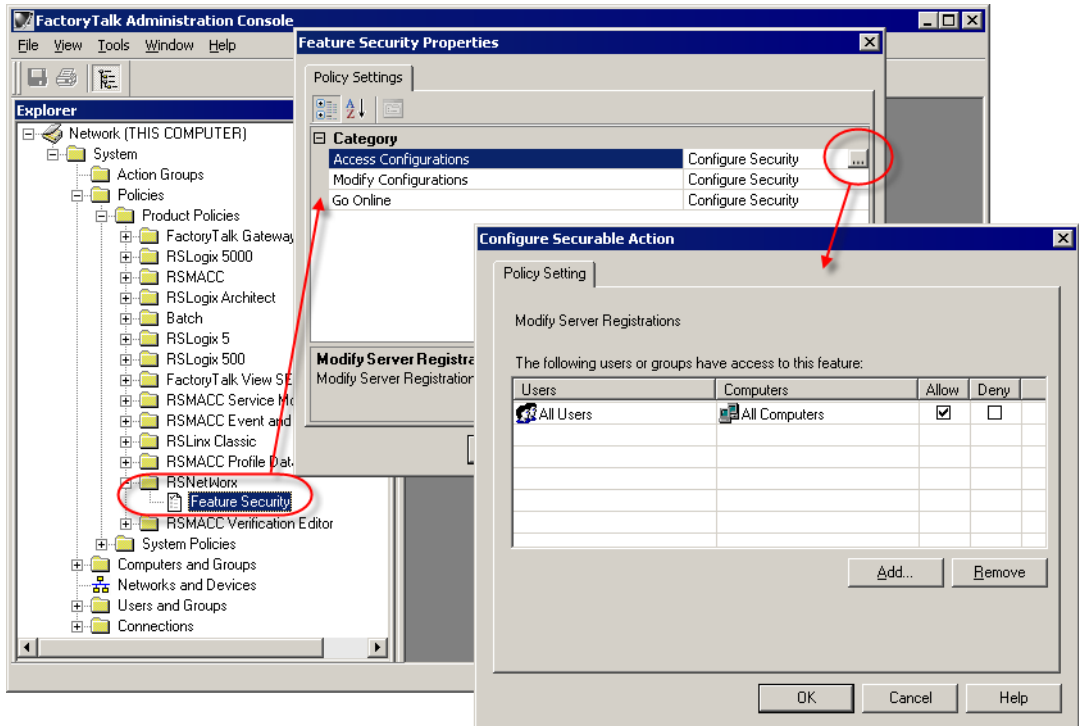 FactoryTalk Administration Console
File View Tools Window Help
Explorer
Network (THIS COMPUTER)
System
Action Groups
Policies
Product Policies
FactoryTalk Gateway
RSLogix 5000
RSMACC
RSLogix Architect
Batch
RSLogix 5
RSLogix 500
FactoryTalk View SE
RSMACC Service Mo
RSMACC Event and
RSLinx Classic
RSMACC Profile Dat
RSNetWorx
Feature Security
RSMACC Verification Editor
System Policies
Computers and Groups
Networks and Devices
Users and Groups
Connections
Feature Security Properties
Policy Settings
Category
Access Configurations Configure Security ...
Modify Configurations Configure Security
Go Online Configure Security
Modify Server Registra
Modify Server Registration
Configure Securable Action
Policy Setting
Modify Server Registrations
The following users or groups have access to this feature:
Users Computers Allow Deny
All Users All Computers
Add... Remove
OK Cancel Help